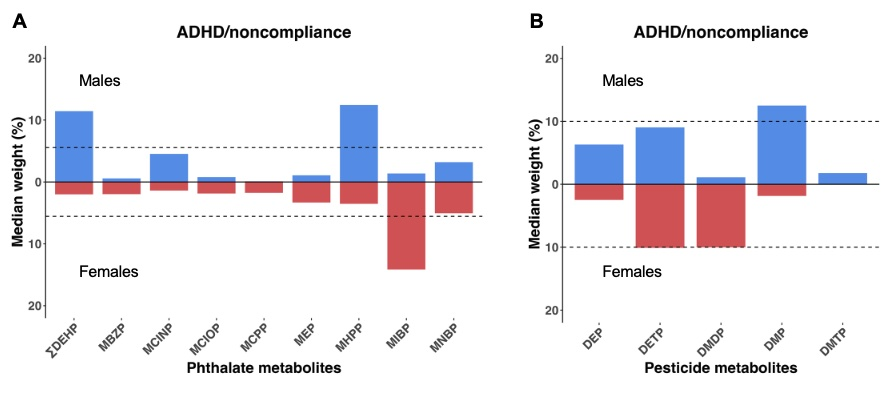 A
ADHD/noncompliance
Median weight (%)
20
10
0
10
20
Males
Females
ΣDEHP
MBZP
MCINP
MCIOP
MCPP
MEP
MHPP
MIBP
MNBP
Phthalate metabolites
B
ADHD/noncompliance
Median weight (%)
20
10
0
10
20
Males
Females
DEP
DETP
DMDP
DMP
DMTP
Pesticide metabolites